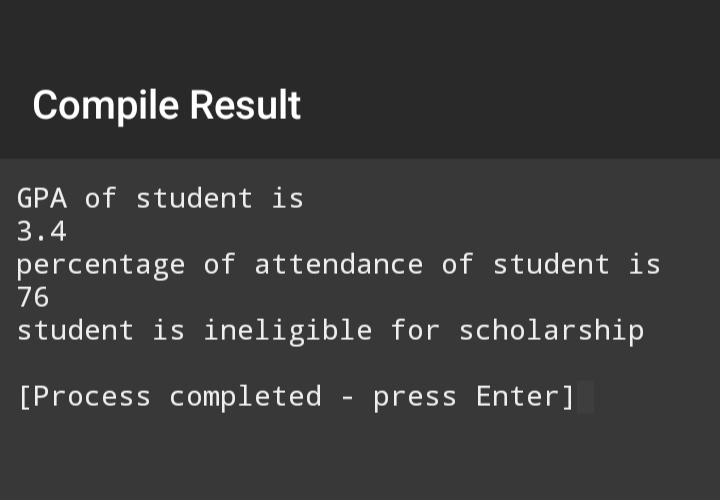 Compile Result
GPA of student is
3.4
percentage of attendance of student is
76
student is ineligible for scholarship
[Process completed - press Enter]